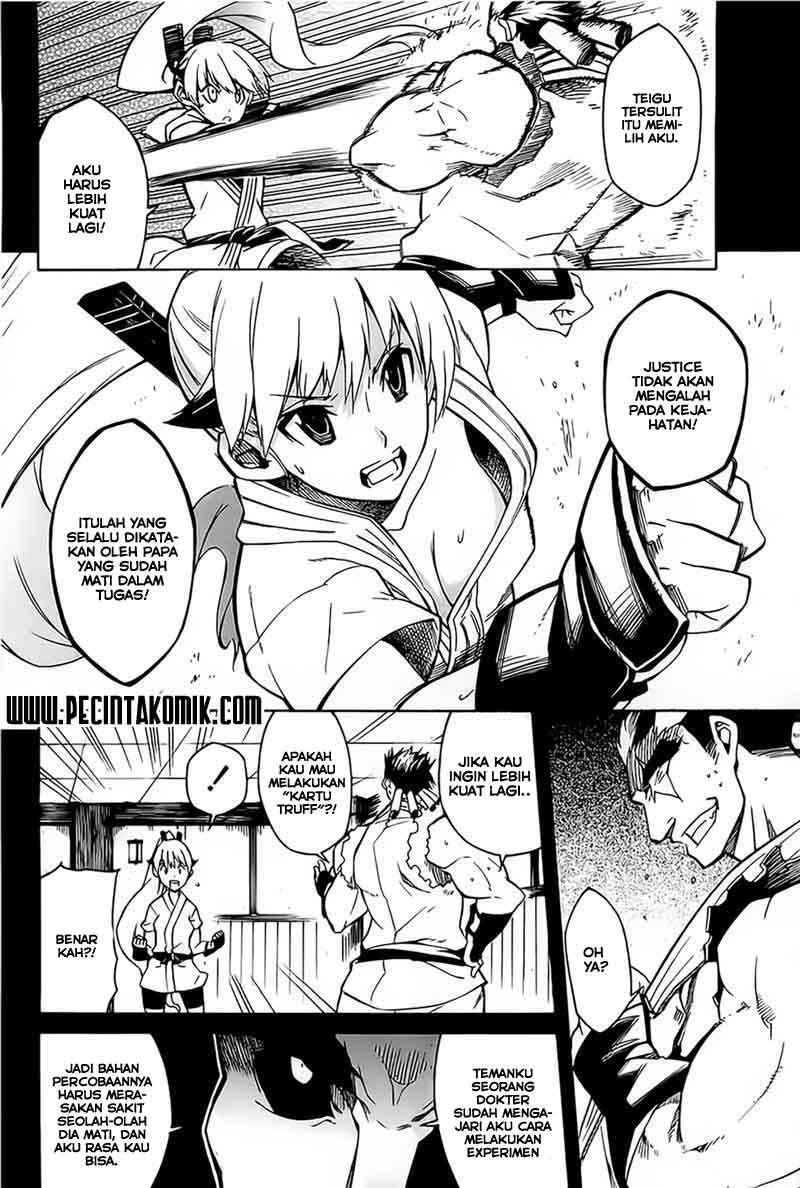 TEIGU
TERSULIT
ITU MEMI-
LIH AKU.
AKU
HARUS
LEBIH
KUAT
LAGI!
JUSTICE
TIDAK AKAN
MENGALAH
PADA KEJA-
HATAN!
ITULAH YANG
SELALU DIKATA-
KAN OLEH PAPA
YANG SUDAH
MATI DALAM
TUGAS!
WWW.PECINTAKOMIK.COM
OH
YA?
JIKA KAU
INGIN LEBIH
KUAT LAGI..
APAKAH
KAU MAU
MELAKUKAN
"KARTU
TRUFF"?!
!
BENAR
KAH?!
TEMANKU
SEORANG
DOKTER
SUDAH MENGA-
JARI AKU CARA
MELAKUKAN
EXPERIMEN
JADI BAHAN
PERCOBAANNYA
HARUS MERA-
SAKAN SAKIT
SEOLAH-OLAH
DIA MATI, DAN
AKU RASA KAU
BISA.